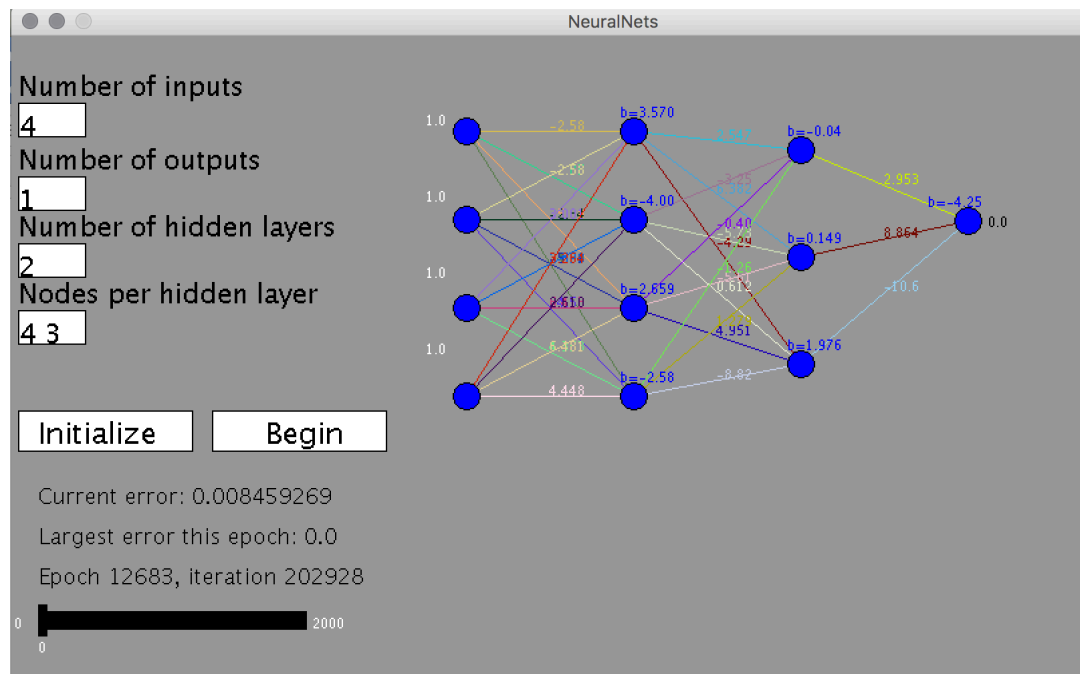 NeuralNets
Number of inputs
4
Number of outputs
1
Number of hidden layers
2
Nodes per hidden layer
4 3
Initialize
Begin
Current error: 0.008459269
Largest error this epoch: 0.0
Epoch 12683, iteration 202928
0
2000
0
1.0
1.0
1.0
1.0
-2.58
-2.58
6.481
4.448
b=3.570
b=-4.00
b=2.659
b=-2.58
-0.40
-4.29
0.612
-4.951
-8.82
b=-0.04
b=0.149
b=1.976
2.953
8.864
-10.6
b=-4.25
0.0